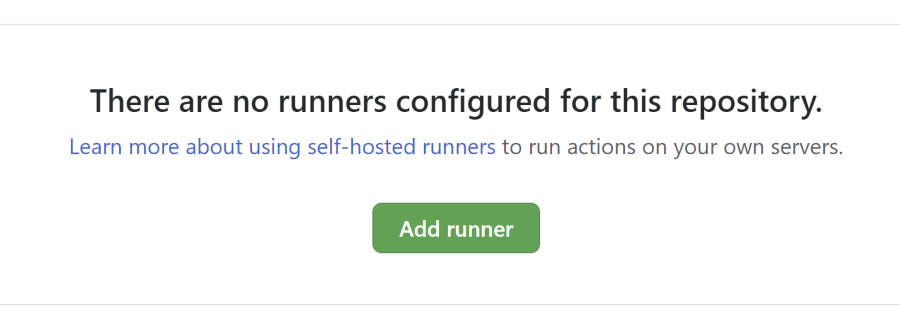 There are no runners configured for this repository.
Learn more about using self-hosted runners to run actions on your own servers.
Add runner